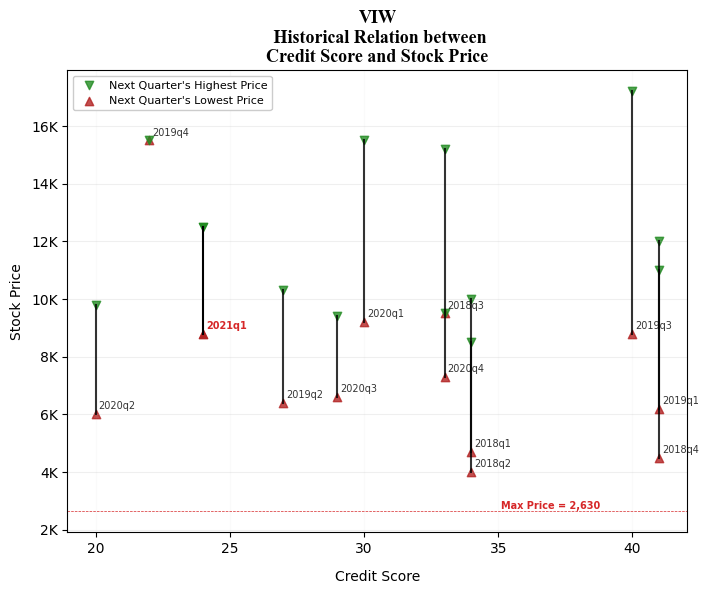 VIW
Historical Relation between
Credit Score and Stock Price
Next Quarter's Highest Price
Next Quarter's Lowest Price
16K
14K
12K
10K
8K
6K
4K
2K
Stock Price
2019q4
2021q1
2020q2
2019q2
2020q3
2020q1
2018q3
2020q4
2018q1
2018q2
2019q3
2019q1
2018q4
Max Price = 2,630
20
25
30
35
40
Credit Score